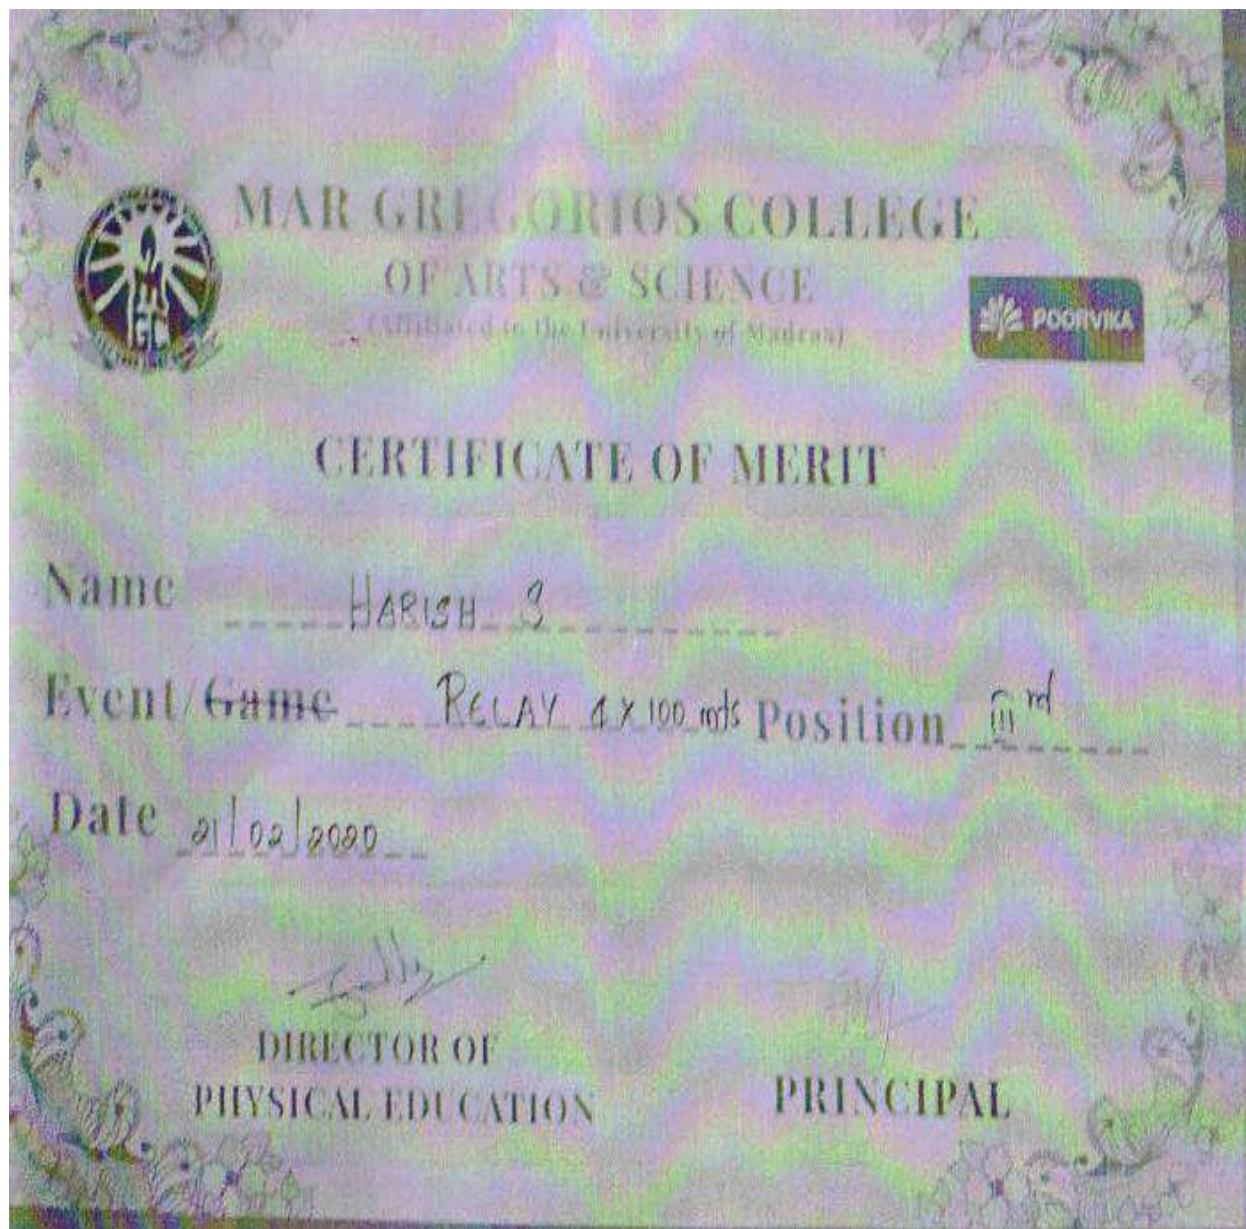 MAR GREGORIOS COLLEGE
OF ARTS & SCIENCE
(Affiliated to the University of Madras)
POORVIKA
CERTIFICATE OF MERIT
Name HARISH S
Event/Game RELAY 4 X 100 mts Position III rd
Date 21/02/2020
DIRECTOR OF
PHYSICAL EDUCATION
PRINCIPAL